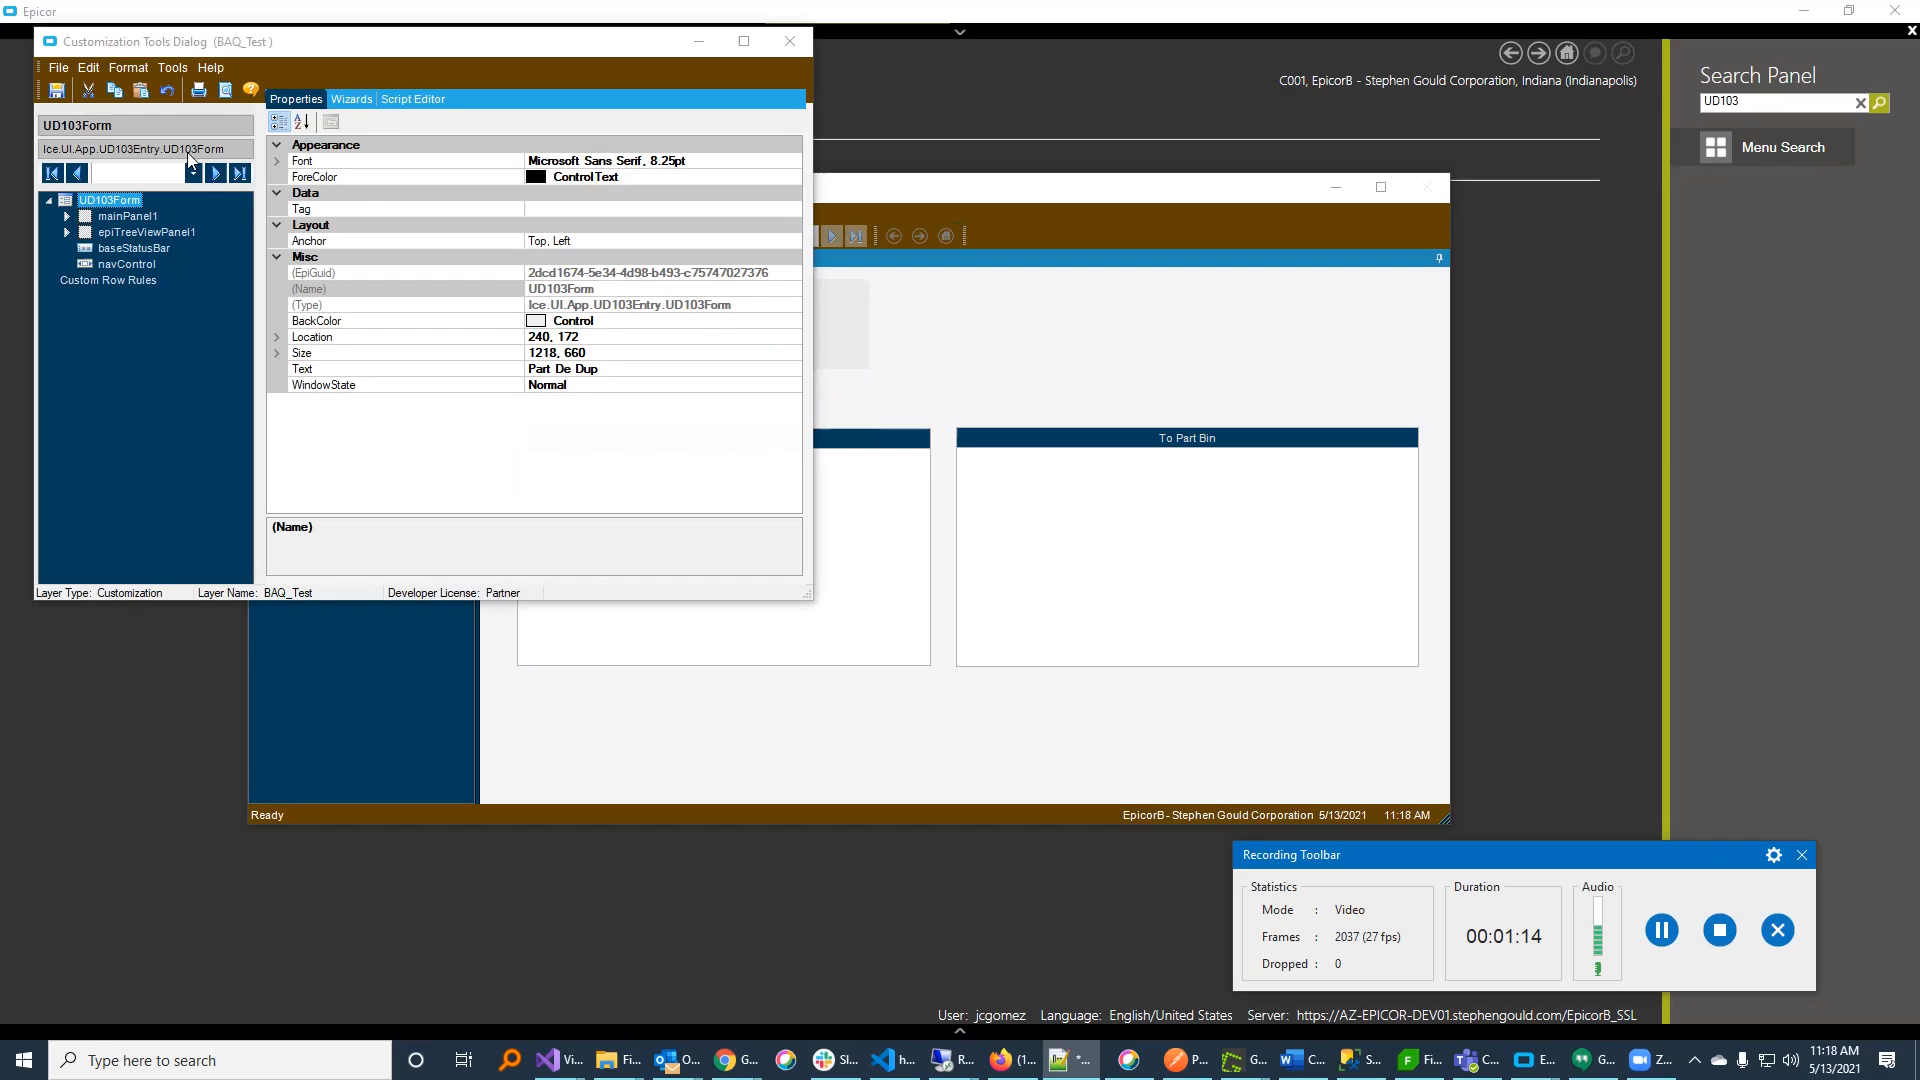 Epicor
Customization Tools Dialog (BAQ_Test )
File Edit Format Tools Help
Properties Wizards Script Editor
UD103Form
Ice.UI.App.UD103Entry.UD103Form
UD103Form
mainPanel1
epiTreeViewPanel1
baseStatusBar
navControl
Custom Row Rules
Appearance
Font Microsoft Sans Serif, 8.25pt
ForeColor ControlText
Data
Tag
Layout
Anchor Top, Left
Misc
(EpiGuid) 2dcd1674-5e34-4d98-b493-c75747027376
(Name) UD103Form
(Type) Ice.UI.App.UD103Entry.UD103Form
BackColor Control
Location 240, 172
Size 1218, 660
Text Part De Dup
WindowState Normal
(Name)
Layer Type: Customization Layer Name: BAQ_Test Developer License: Partner
C001, EpicorB - Stephen Gould Corporation, Indiana (Indianapolis)
Search Panel
UD103
Menu Search
To Part Bin
Ready EpicorB - Stephen Gould Corporation 5/13/2021 11:18 AM
Recording Toolbar
Statistics Duration Audio
Mode : Video
Frames : 2037 (27 fps)
Dropped : 0
00:01:14
User: jcgomez Language: English/United States Server: https://AZ-EPICOR-DEV01.stephengould.com/EpicorB_SSL
Type here to search
Vi... Fi... O... G... Sl... h... R... (1... *... P... G... C... S... Fi... C... E... G... Z...
11:18 AM
5/13/2021